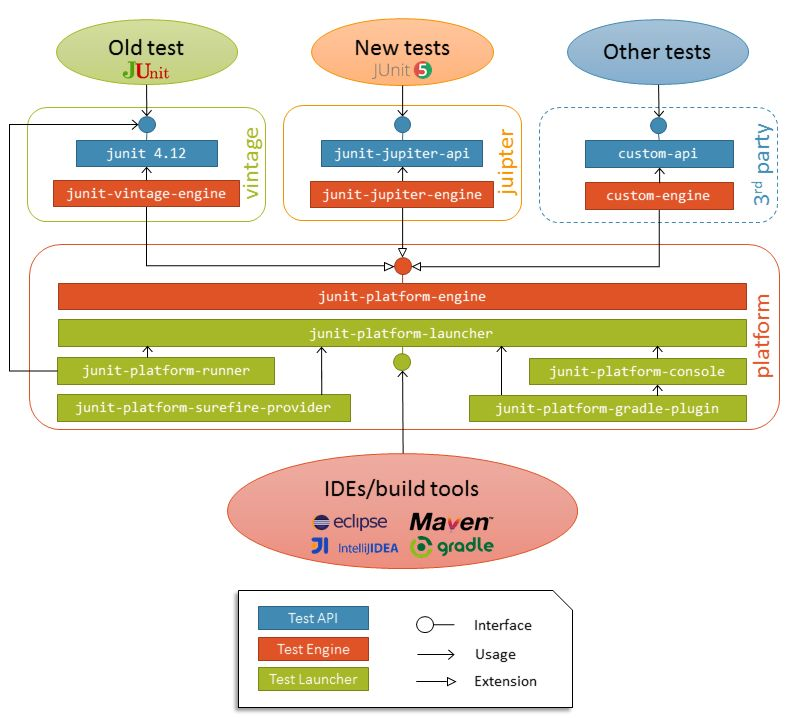 Old test
JUnit
New tests
JUnit 5
Other tests
junit 4.12
junit-vintage-engine
vintage
junit-jupiter-api
junit-jupiter-engine
juipter
custom-api
custom-engine
3rd party
junit-platform-engine
junit-platform-launcher
junit-platform-runner
junit-platform-console
junit-platform-surefire-provider
junit-platform-gradle-plugin
platform
IDEs/build tools
eclipse
Maven™
JI IntelliJIDEA
gradle
Test API
Test Engine
Test Launcher
Interface
Usage
Extension